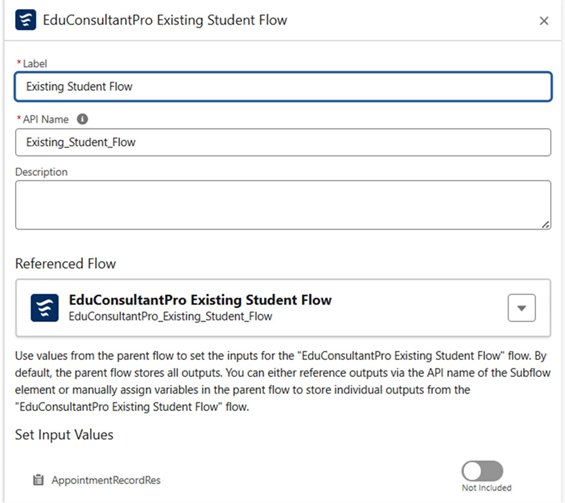 EduConsultantPro Existing Student Flow
* Label
Existing Student Flow
* API Name
Existing_Student_Flow
Description
Referenced Flow
EduConsultantPro Existing Student Flow
EduConsultantPro_Existing_Student_Flow
Use values from the parent flow to set the inputs for the "EduConsultantPro Existing Student Flow" flow. By
default, the parent flow stores all outputs. You can either reference outputs via the API name of the Subflow
element or manually assign variables in the parent flow to store individual outputs from the
"EduConsultantPro Existing Student Flow" flow.
Set Input Values
AppointmentRecordRes
Not Included